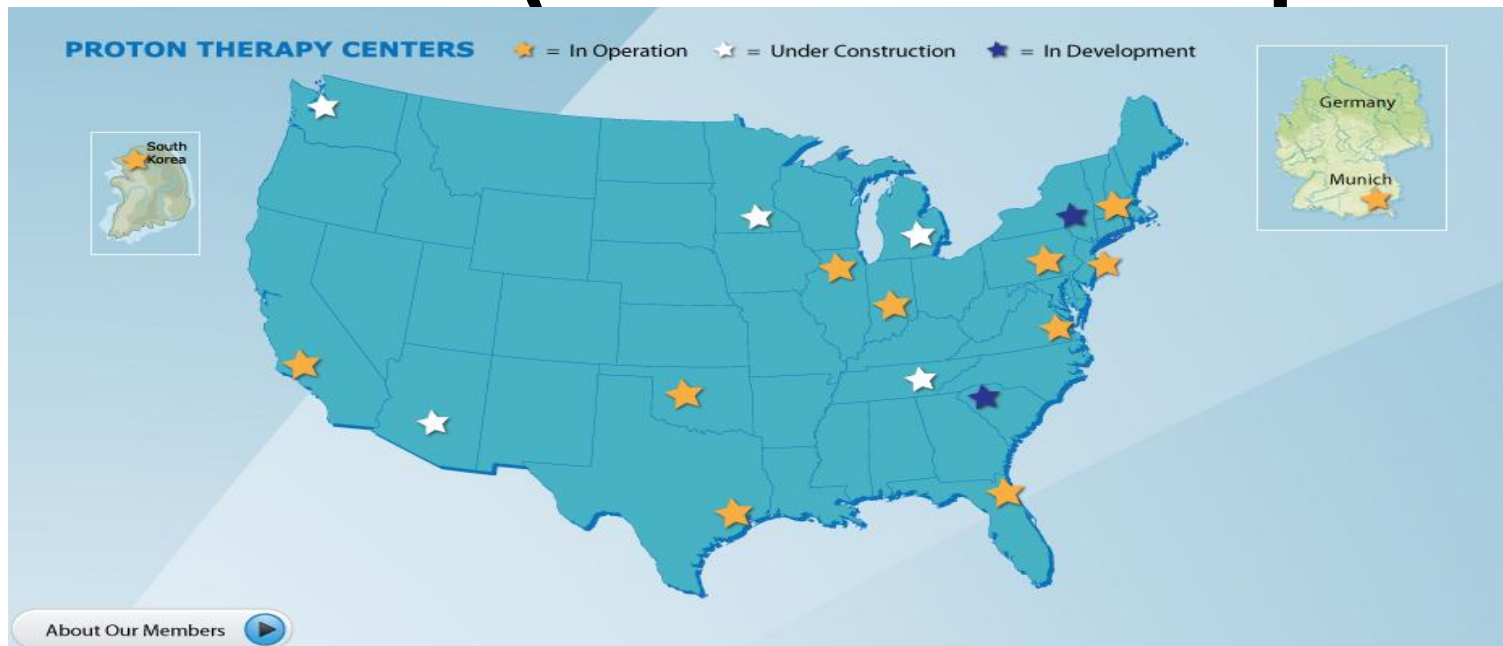 PROTON THERAPY CENTERS = In Operation = Under Construction = In Development
Germany
South
Korea
Munich
About Our Members